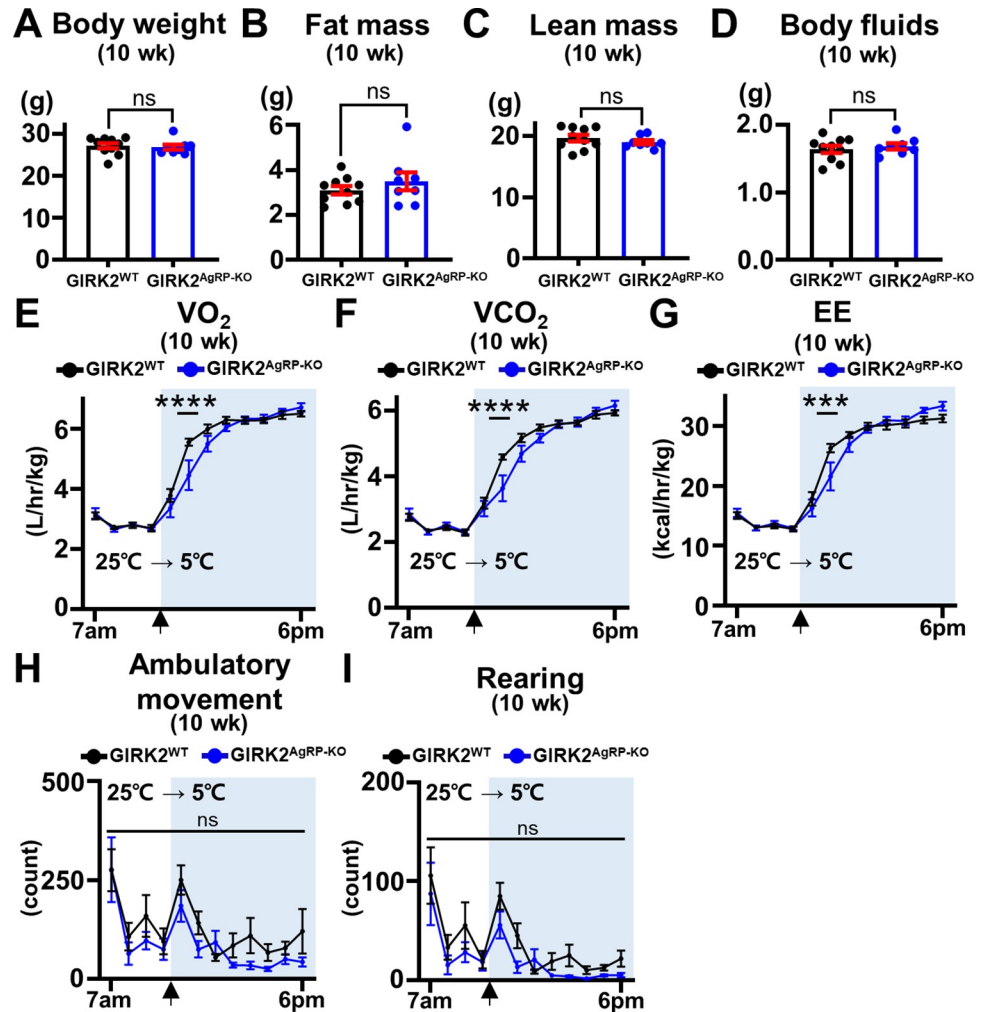 A Body weight
(10 wk)
B Fat mass
(10 wk)
C Lean mass
(10 wk)
D Body fluids
(10 wk)
(g)
ns
30
20
10
0
GIRK2WT GIRK2AgRP-KO
(g)
ns
6
4
2
0
GIRK2WT GIRK2AgRP-KO
(g)
ns
20
10
0
GIRK2WT GIRK2AgRP-KO
(g)
ns
2.0
1.0
0.0
GIRK2WT GIRK2AgRP-KO
E VO2
(10 wk)
GIRK2WT GIRK2AgRP-KO
****
6
4
2
0
(L/hr/kg)
25℃ → 5℃
7am 6pm
F VCO2
(10 wk)
GIRK2WT GIRK2AgRP-KO
****
6
4
2
0
(L/hr/kg)
25℃ → 5℃
7am 6pm
G EE
(10 wk)
GIRK2WT GIRK2AgRP-KO
***
30
20
10
0
(kcal/hr/kg)
25℃ → 5℃
7am 6pm
H Ambulatory
movement
(10 wk)
GIRK2WT GIRK2AgRP-KO
500
250
0
(count)
25℃ → 5℃
ns
7am 6pm
I Rearing
(10 wk)
GIRK2WT GIRK2AgRP-KO
200
100
0
(count)
25℃ → 5℃
ns
7am 6pm